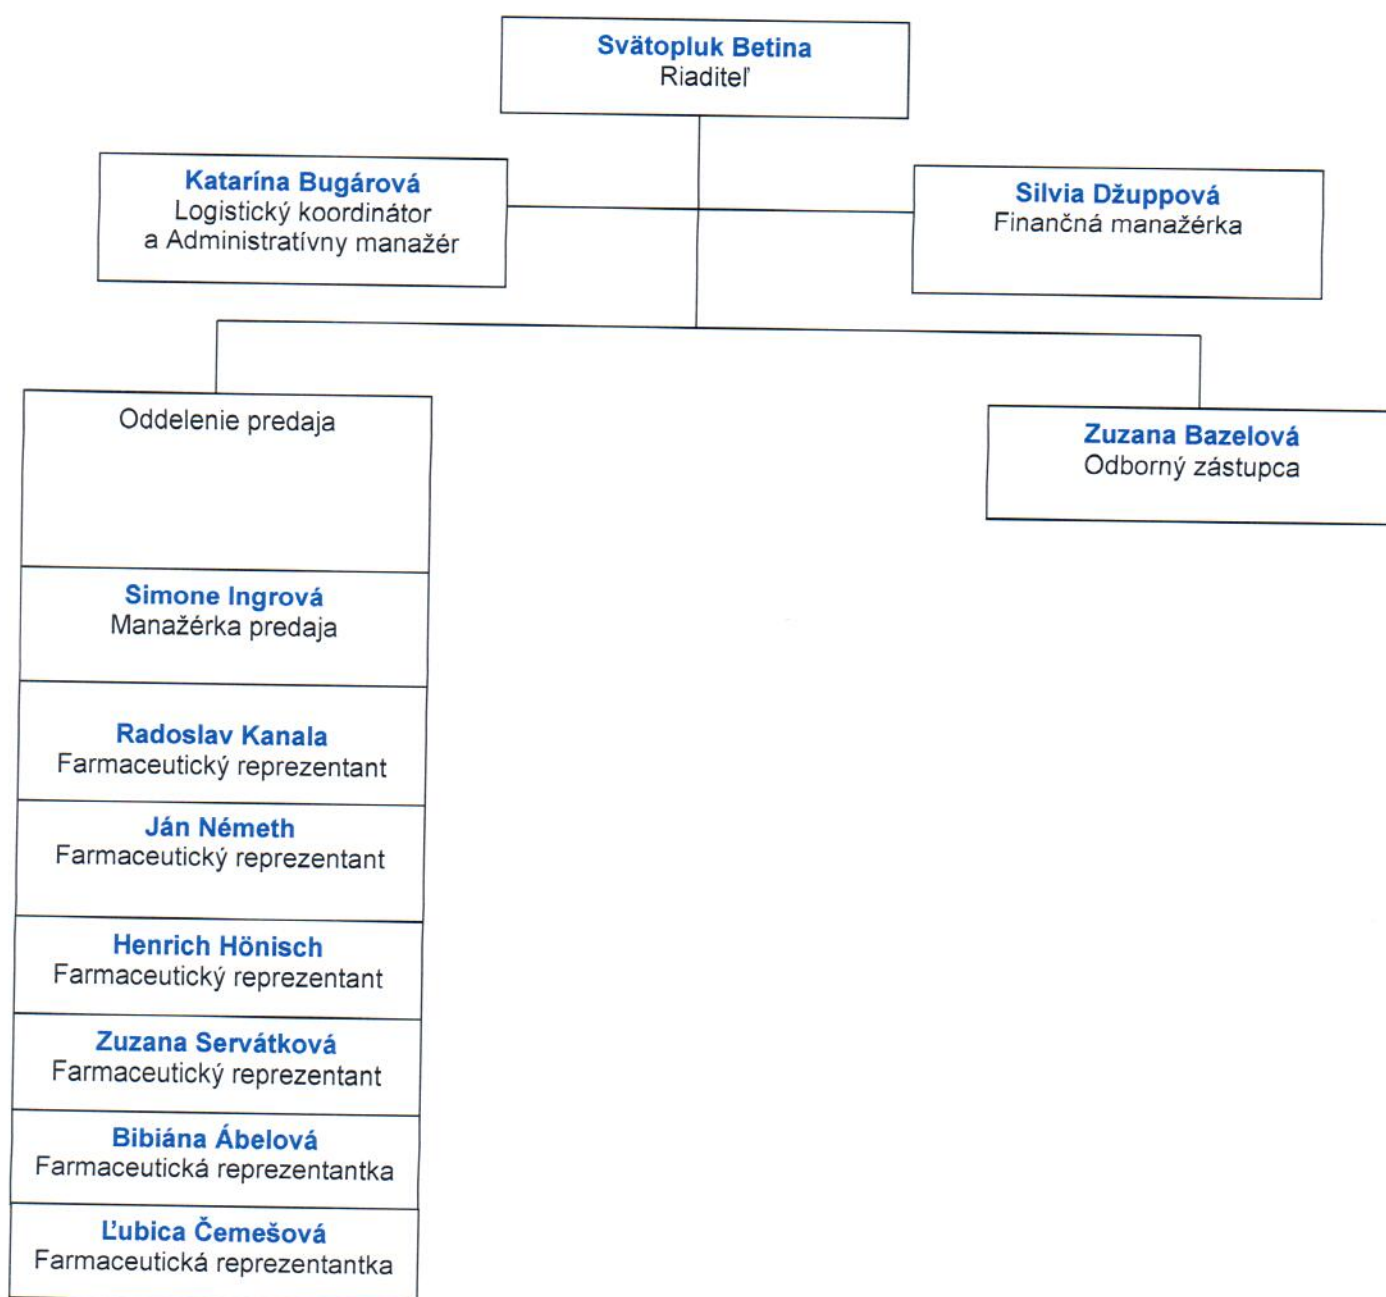 Svätopluk Betina
Riaditeľ
Katarína Bugárová
Logistický koordinátor
a Administratívny manažér
Silvia Džuppová
Finančná manažérka
Oddelenie predaja
Zuzana Bazelová
Odborný zástupca
Simone Ingrová
Manažérka predaja
Radoslav Kanala
Farmaceutický reprezentant
Ján Németh
Farmaceutický reprezentant
Henrich Hönisch
Farmaceutický reprezentant
Zuzana Servátková
Farmaceutický reprezentant
Bibiána Ábelová
Farmaceutická reprezentantka
Ľubica Čemešová
Farmaceutická reprezentantka